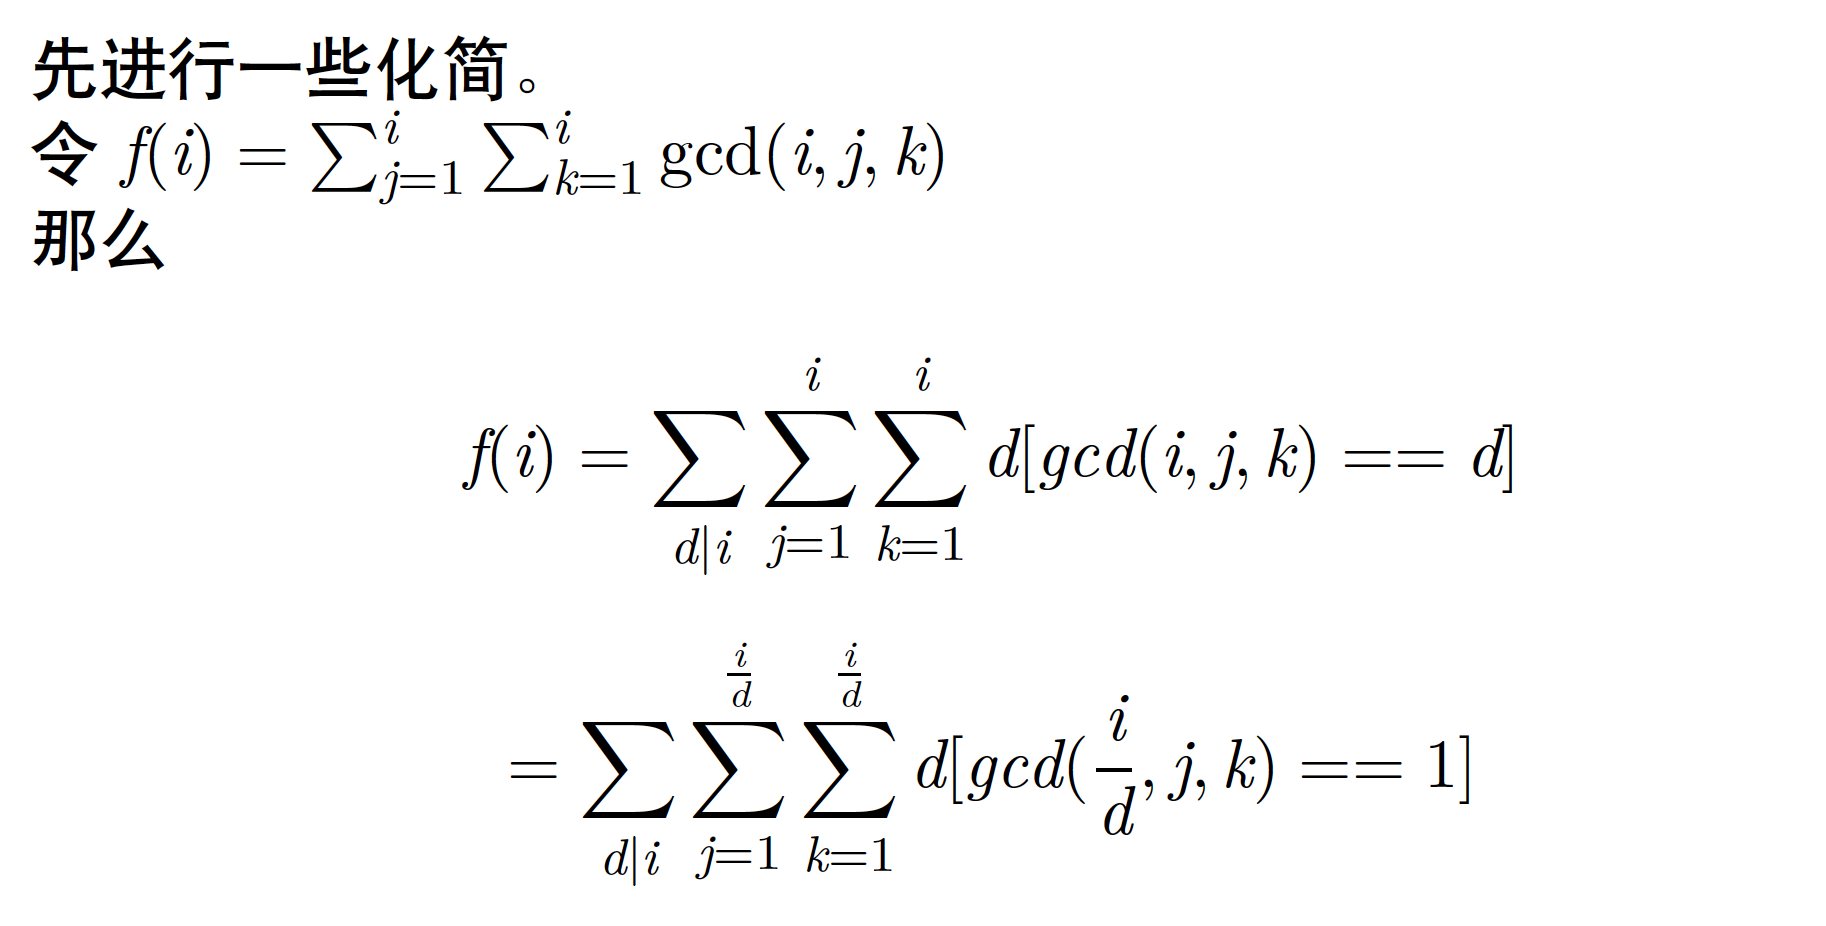 先进行一些化简。
令 $f(i) = \sum_{j=1}^{i} \sum_{k=1}^{i} \gcd(i, j, k)$
那么
$f(i) = \sum_{d|i} \sum_{j=1}^{i} \sum_{k=1}^{i} d[gcd(i, j, k) == d]$
$= \sum_{d|i} \sum_{j=1}^{\frac{i}{d}} \sum_{k=1}^{\frac{i}{d}} d[gcd(\frac{i}{d}, j, k) == 1]$